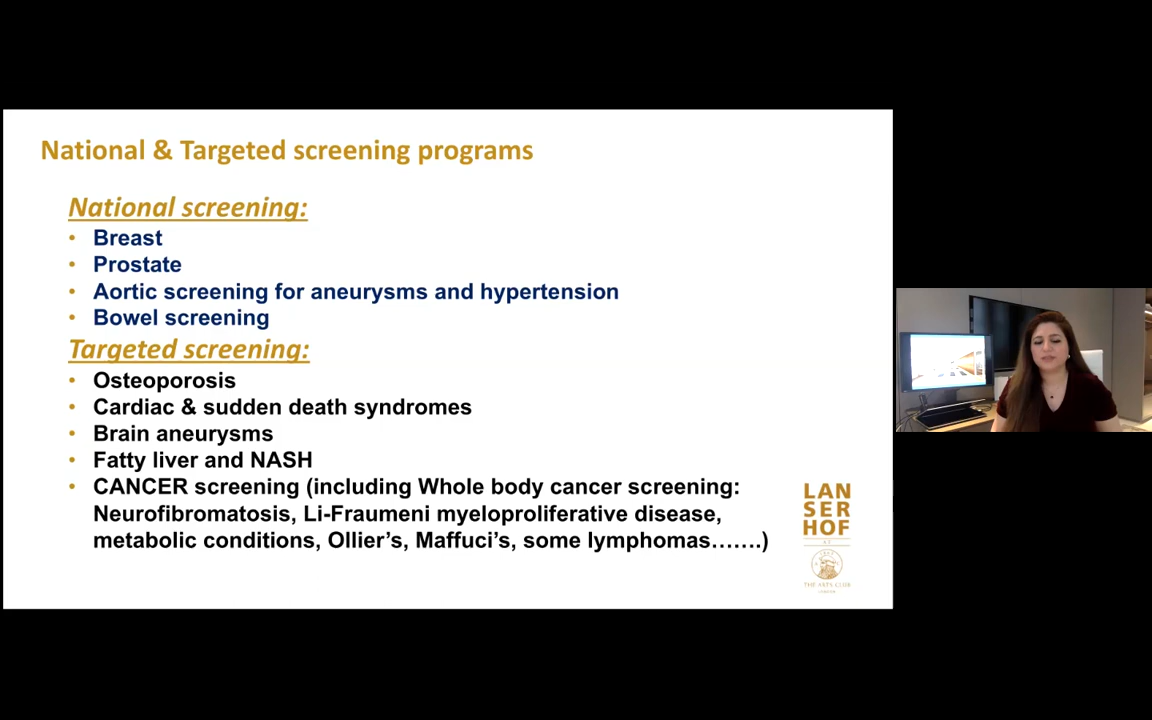 National & Targeted screening programs
National screening:
• Breast
• Prostate
• Aortic screening for aneurysms and hypertension
• Bowel screening
Targeted screening:
• Osteoporosis
• Cardiac & sudden death syndromes
• Brain aneurysms
• Fatty liver and NASH
• CANCER screening (including Whole body cancer screening:
Neurofibromatosis, Li-Fraumeni myeloproliferative disease,
metabolic conditions, Ollier’s, Maffuci’s, some lymphomas…….)
LAN
SER
HOF
AT
THE ARTS CLUB
LONDON